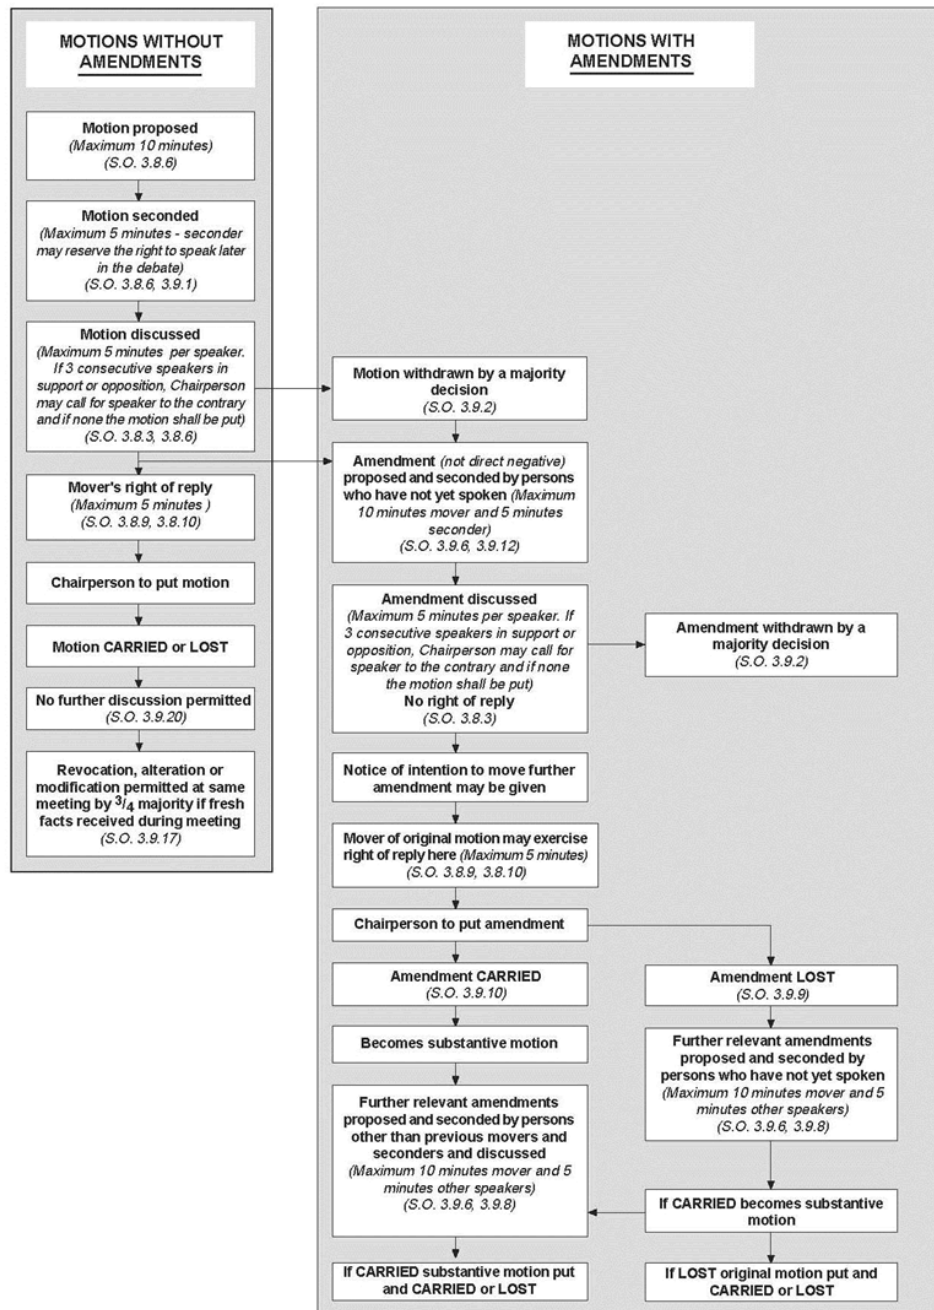 MOTIONS WITHOUT
AMENDMENTS
Motion proposed
(Maximum 10 minutes)
(S.O. 3.8.6)
Motion seconded
(Maximum 5 minutes - seconder
may reserve the right to speak later
in the debate)
(S.O. 3.8.6, 3.9.1)
Motion discussed
(Maximum 5 minutes per speaker.
If 3 consecutive speakers in
support or opposition, Chairperson
may call for speaker to the contrary
and if none the motion shall be put)
(S.O. 3.8.3, 3.8.6)
Mover's right of reply
(Maximum 5 minutes )
(S.O. 3.8.9, 3.8.10)
Chairperson to put motion
Motion CARRIED or LOST
No further discussion permitted
(S.O. 3.9.20)
Revocation, alteration or
modification permitted at same
meeting by 3/4 majority if fresh
facts received during meeting
(S.O. 3.9.17)
MOTIONS WITH
AMENDMENTS
Motion withdrawn by a majority
decision
(S.O. 3.9.2)
Amendment (not direct negative)
proposed and seconded by persons
who have not yet spoken (Maximum
10 minutes mover and 5 minutes
seconder)
(S.O. 3.9.6, 3.9.12)
Amendment discussed
(Maximum 5 minutes per speaker. If
3 consecutive speakers in support or
opposition, Chairperson may call for
speaker to the contrary and if none
the motion shall be put)
No right of reply
(S.O. 3.8.3)
Amendment withdrawn by a
majority decision
(S.O. 3.9.2)
Notice of intention to move further
amendment may be given
Mover of original motion may exercise
right of reply here (Maximum 5 minutes)
(S.O. 3.8.9, 3.8.10)
Chairperson to put amendment
Amendment CARRIED
(S.O. 3.9.10)
Becomes substantive motion
Further relevant amendments
proposed and seconded by persons
other than previous movers and
seconders and discussed
(Maximum 10 minutes mover and 5
minutes other speakers)
(S.O. 3.9.6, 3.9.8)
If CARRIED substantive motion put
and CARRIED or LOST
Amendment LOST
(S.O. 3.9.9)
Further relevant amendments
proposed and seconded by
persons who have not yet spoken
(Maximum 10 minutes mover and 5
minutes other speakers)
(S.O. 3.9.6, 3.9.8)
If CARRIED becomes substantive
motion
If LOST original motion put and
CARRIED or LOST